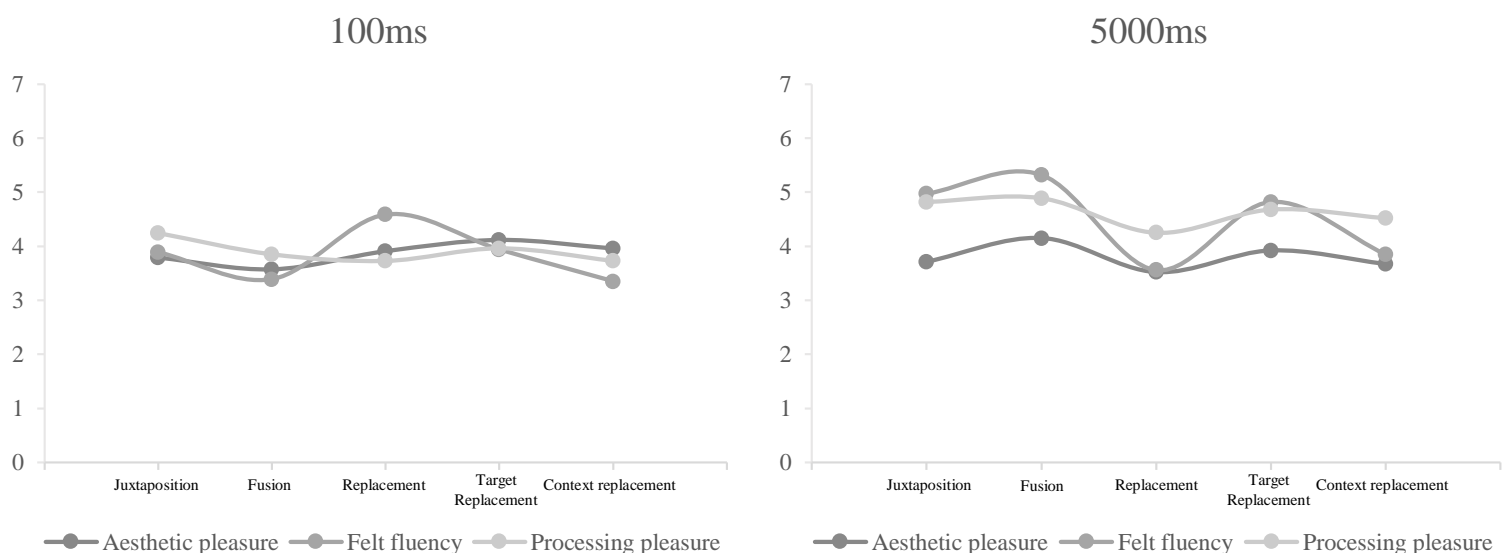 100ms
7
6
5
4
3
2
1
0
Juxtaposition Fusion Replacement Target Replacement Context replacement
Aesthetic pleasure Felt fluency Processing pleasure
5000ms
7
6
5
4
3
2
1
0
Juxtaposition Fusion Replacement Target Replacement Context replacement
Aesthetic pleasure Felt fluency Processing pleasure